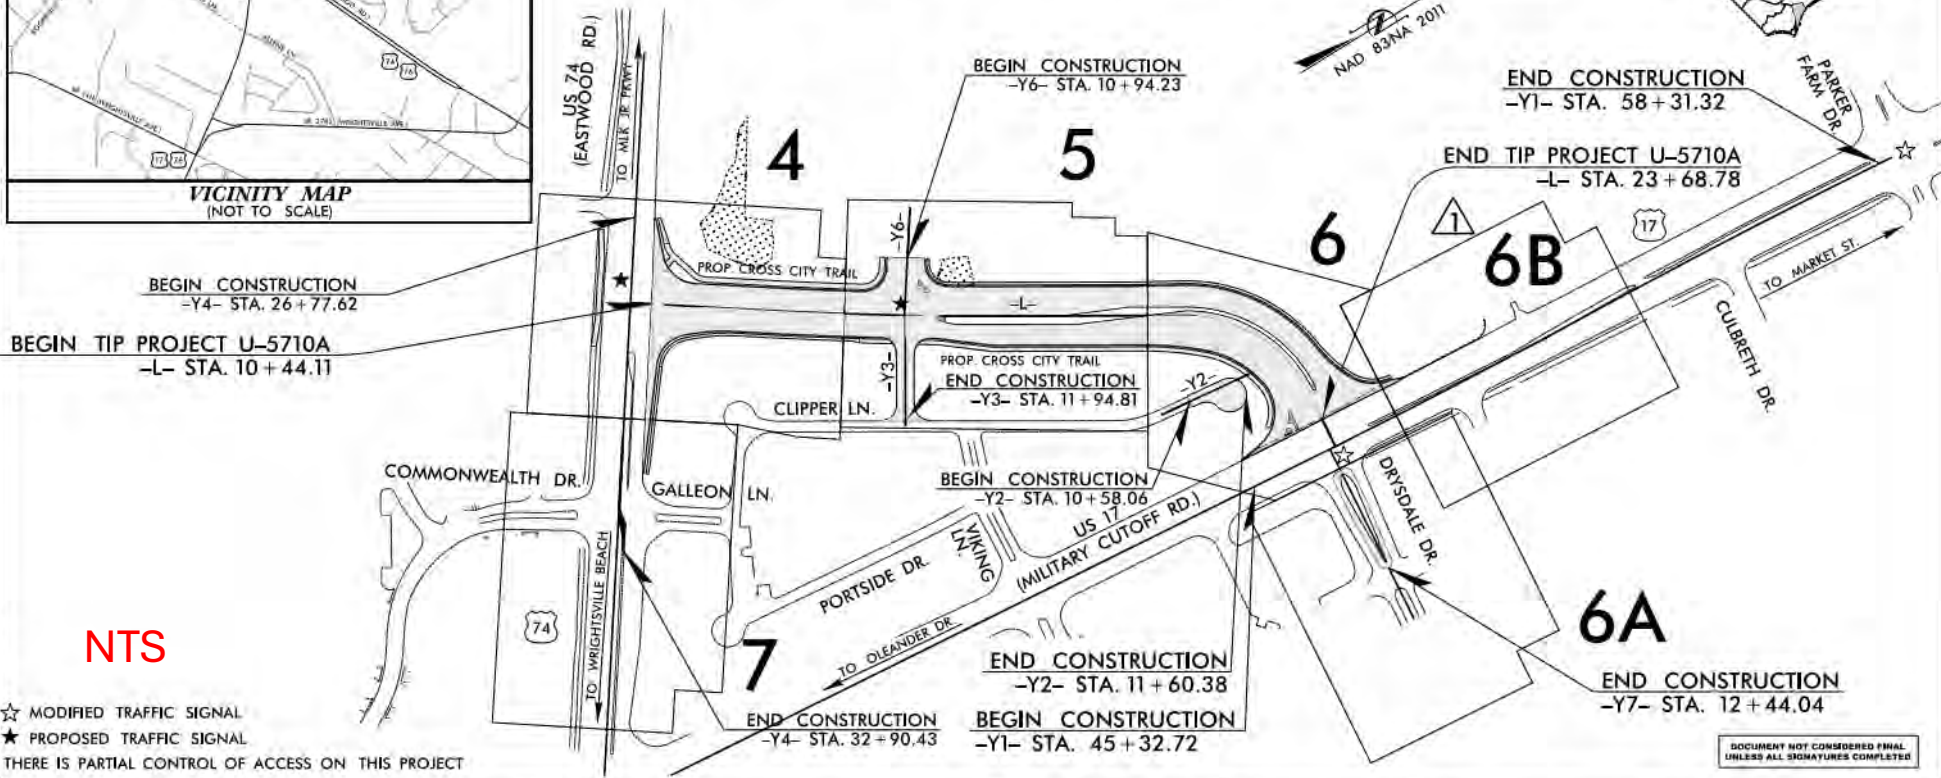 74
76
SR 2782 (WRIGHTSVILLE AVE.)
17
76
VICINITY MAP
(NOT TO SCALE)
US 74
(EASTWOOD RD.)
TO MLK JR PKWY
NAD 83/NA 2011
BEGIN CONSTRUCTION
-Y6- STA. 10+94.23
END CONSTRUCTION
-Y1- STA. 58+31.32
PARKER
FARM DR.
4
5
END TIP PROJECT U-5710A
-L- STA. 23+68.78
6
1
6B
17
TO MARKET ST.
CULBRETH DR.
-Y6-
PROP. CROSS CITY TRAIL
BEGIN CONSTRUCTION
-Y4- STA. 26+77.62
-L-
BEGIN TIP PROJECT U-5710A
-L- STA. 10+44.11
-Y3-
PROP. CROSS CITY TRAIL
END CONSTRUCTION
-Y3- STA. 11+94.81
-Y2-
CLIPPER LN.
COMMONWEALTH DR.
GALLEON LN.
BEGIN CONSTRUCTION
-Y2- STA. 10+58.06
US 17
(MILITARY CUTOFF RD.)
DRYSDALE DR.
VIKING
LN.
PORTSIDE DR.
TO WRIGHTSVILLE BEACH
74
NTS
7
TO OLEANDER DR
6A
END CONSTRUCTION
-Y2- STA. 11+60.38
END CONSTRUCTION
-Y7- STA. 12+44.04
END CONSTRUCTION
-Y4- STA. 32+90.43
BEGIN CONSTRUCTION
-Y1- STA. 45+32.72
☆ MODIFIED TRAFFIC SIGNAL
★ PROPOSED TRAFFIC SIGNAL
THERE IS PARTIAL CONTROL OF ACCESS ON THIS PROJECT
DOCUMENT NOT CONSIDERED FINAL
UNLESS ALL SIGNATURES COMPLETED